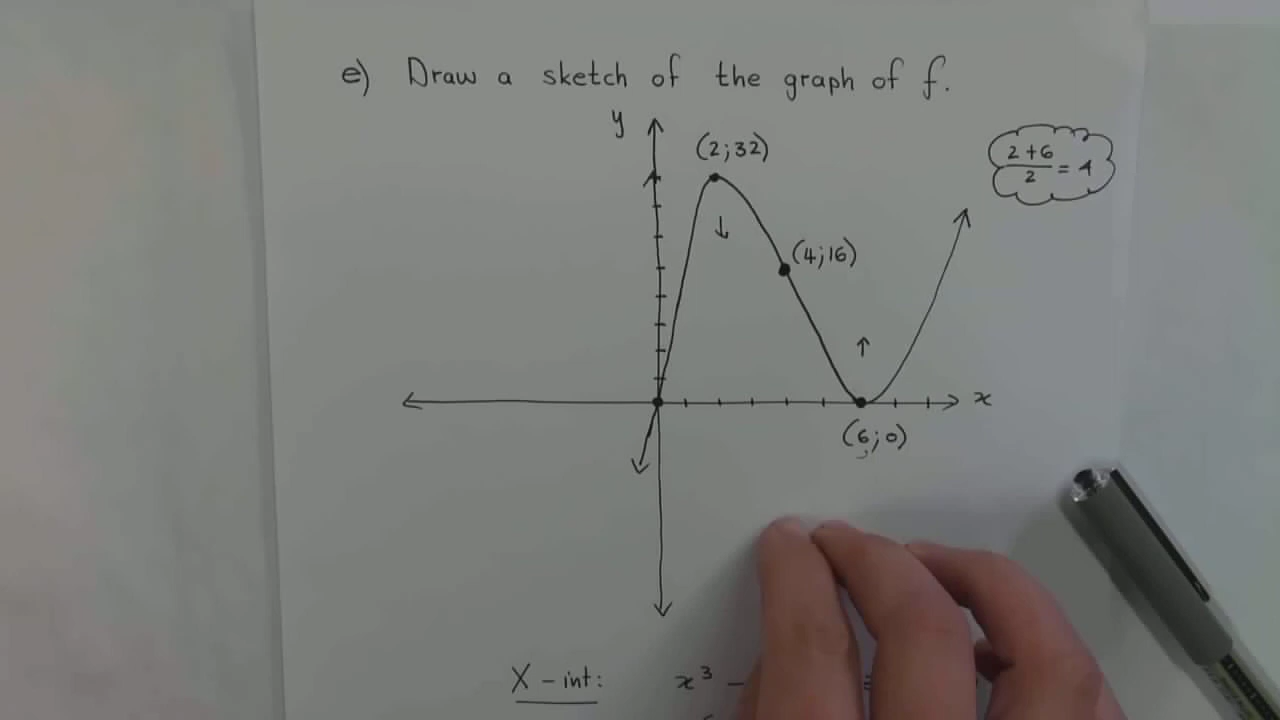 e) Draw a sketch of the graph of f.
y
(2;32)
2+6
2
= 4
(4;16)
x
(6;0)
X-int: x³ -